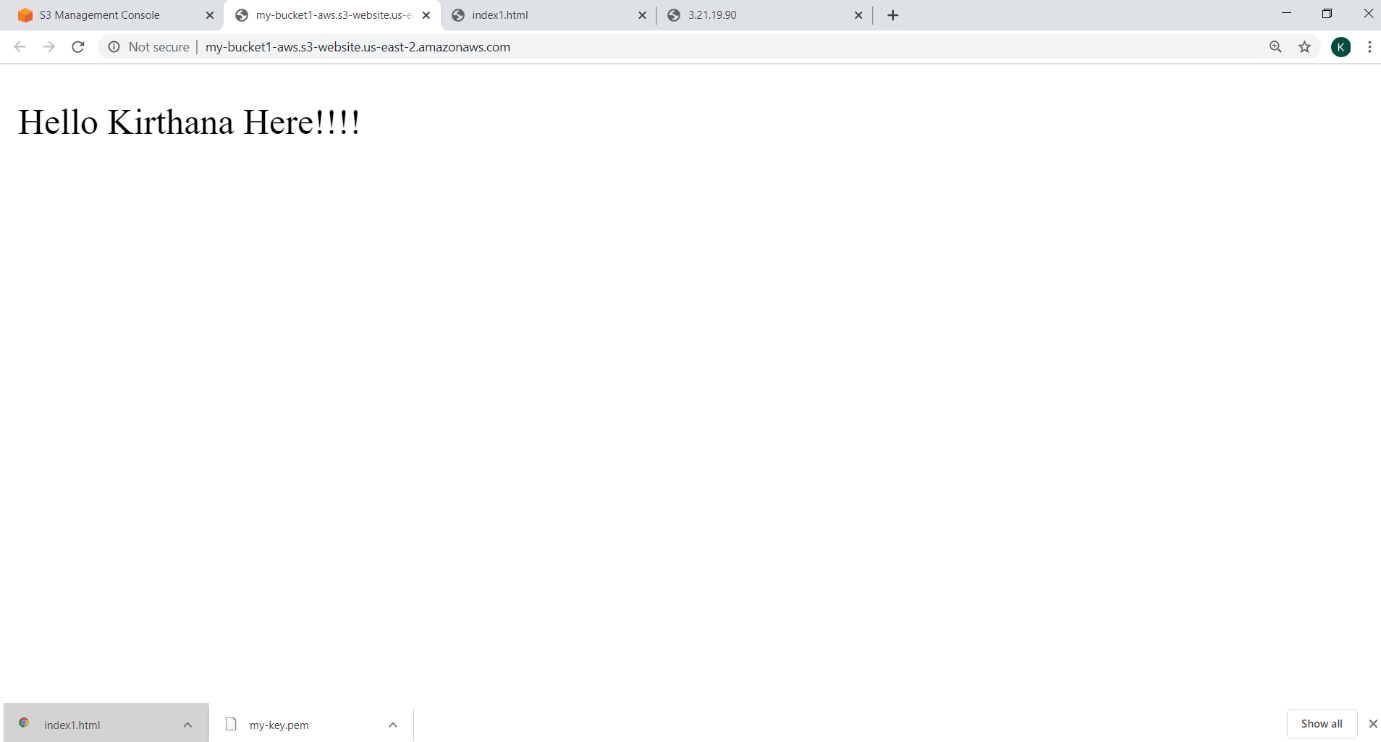 S3 Management Console
my-bucket1-aws.s3-website.us-e
index1.html
3.21.19.90
Not secure | my-bucket1-aws.s3-website.us-east-2.amazonaws.com
K
Hello Kirthana Here!!!!
index1.html
my-key.pem
Show all